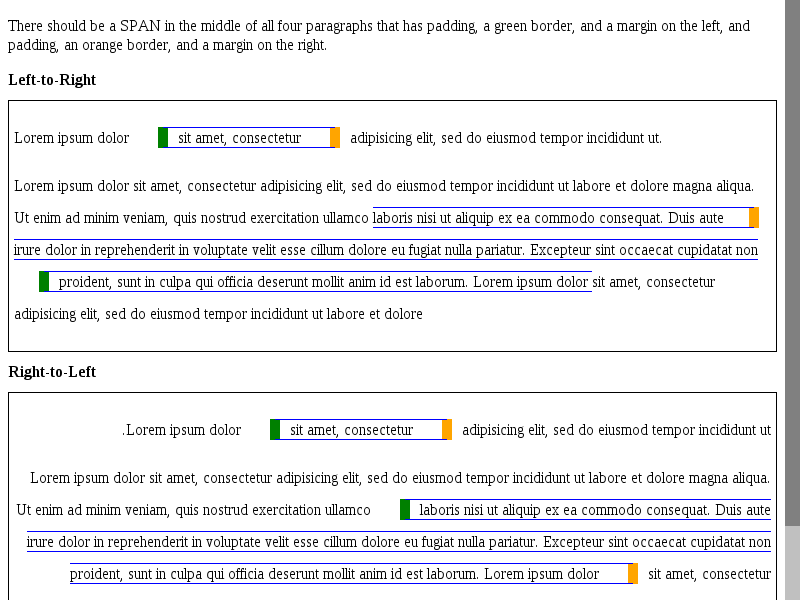 There should be a SPAN in the middle of all four paragraphs that has padding, a green border, and a margin on the left, and
padding, an orange border, and a margin on the right.
Left-to-Right
Lorem ipsum dolor sit amet, consectetur adipisicing elit, sed do eiusmod tempor incididunt ut.
Lorem ipsum dolor sit amet, consectetur adipisicing elit, sed do eiusmod tempor incididunt ut labore et dolore magna aliqua.
Ut enim ad minim veniam, quis nostrud exercitation ullamco laboris nisi ut aliquip ex ea commodo consequat. Duis aute
irure dolor in reprehenderit in voluptate velit esse cillum dolore eu fugiat nulla pariatur. Excepteur sint occaecat cupidatat non
proident, sunt in culpa qui officia deserunt mollit anim id est laborum. Lorem ipsum dolor sit amet, consectetur
adipisicing elit, sed do eiusmod tempor incididunt ut labore et dolore
Right-to-Left
.Lorem ipsum dolor sit amet, consectetur adipisicing elit, sed do eiusmod tempor incididunt ut
Lorem ipsum dolor sit amet, consectetur adipisicing elit, sed do eiusmod tempor incididunt ut labore et dolore magna aliqua.
Ut enim ad minim veniam, quis nostrud exercitation ullamco laboris nisi ut aliquip ex ea commodo consequat. Duis aute
irure dolor in reprehenderit in voluptate velit esse cillum dolore eu fugiat nulla pariatur. Excepteur sint occaecat cupidatat non
proident, sunt in culpa qui officia deserunt mollit anim id est laborum. Lorem ipsum dolor sit amet, consectetur